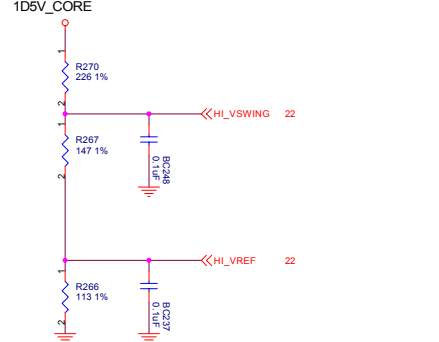 1D5V_CORE
1
R270
226 1%
2
HI_VSWING 22
1
R267
147 1%
2
BC248
0.1uF
HI_VREF 22
1
R266
113 1%
2
BC237
0.1uF